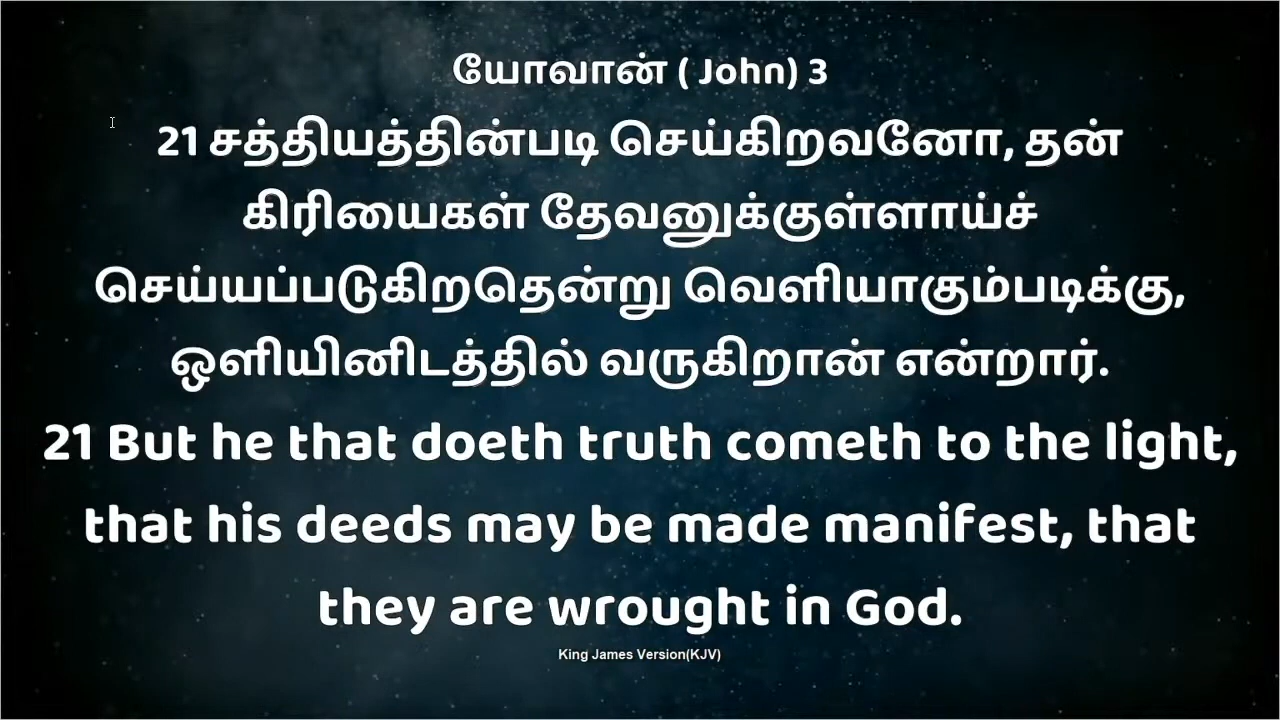 யோவான் ( John) 3
21 சத்தியத்தின்படி செய்கிறவனோ, தன்
கிரியைகள் தேவனுக்குள்ளாய்ச்
செய்யப்படுகிறதென்று வெளியாகும்படிக்கு,
ஒளியினிடத்தில் வருகிறான் என்றார்.
21 But he that doeth truth cometh to the light,
that his deeds may be made manifest, that
they are wrought in God.
King James Version(KJV)